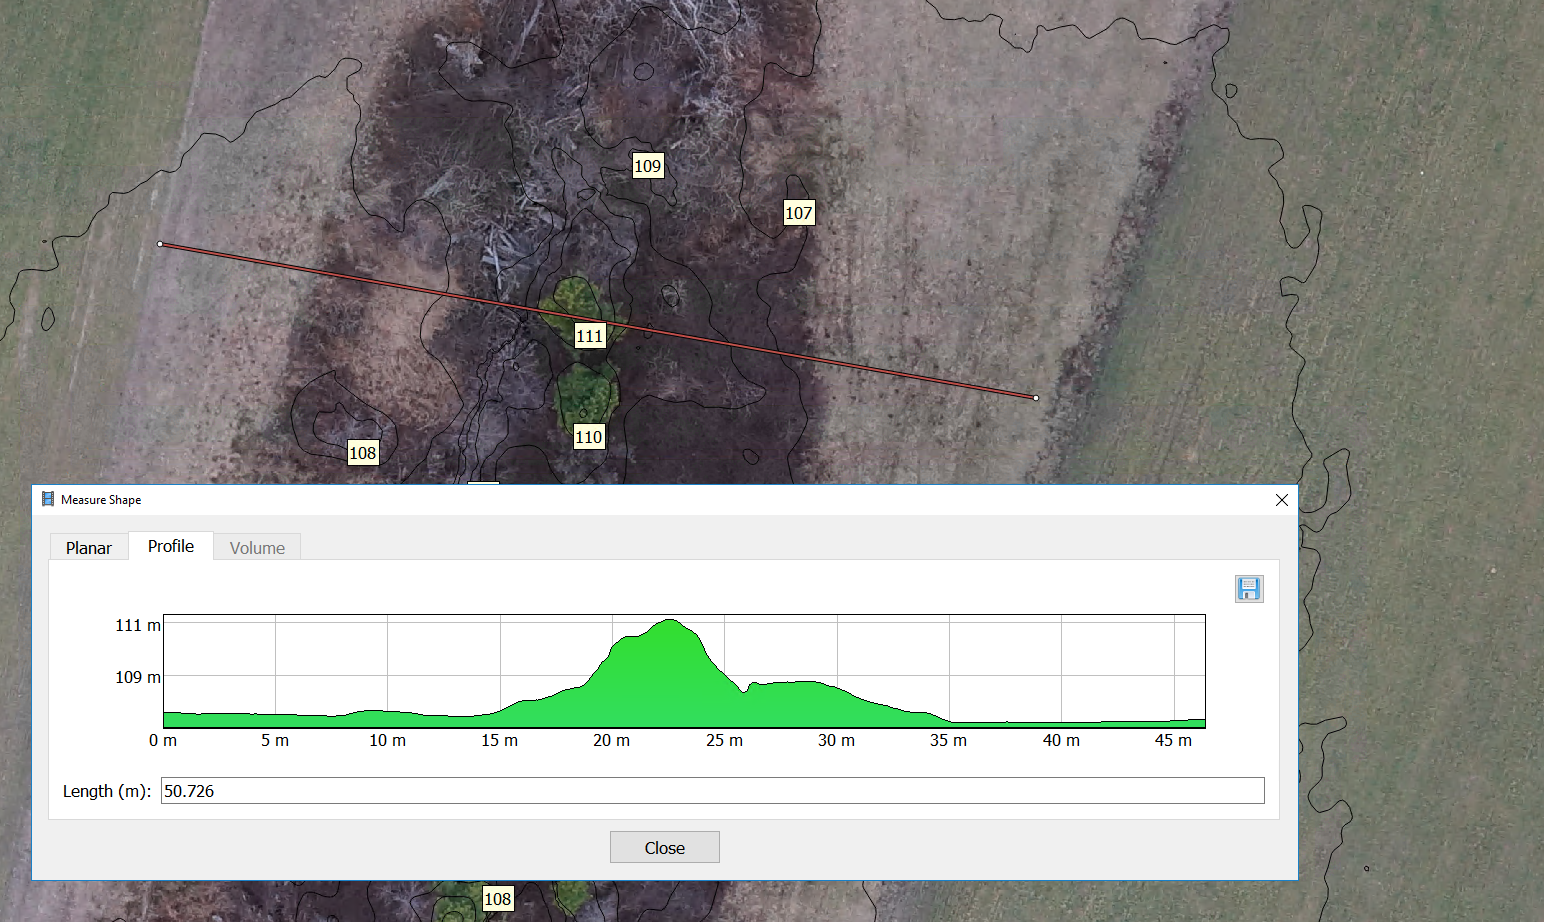 109
107
111
110
108
Measure Shape
Planar Profile Volume
111 m
109 m
0 m 5 m 10 m 15 m 20 m 25 m 30 m 35 m 40 m 45 m
Length (m): 50.726
Close
108